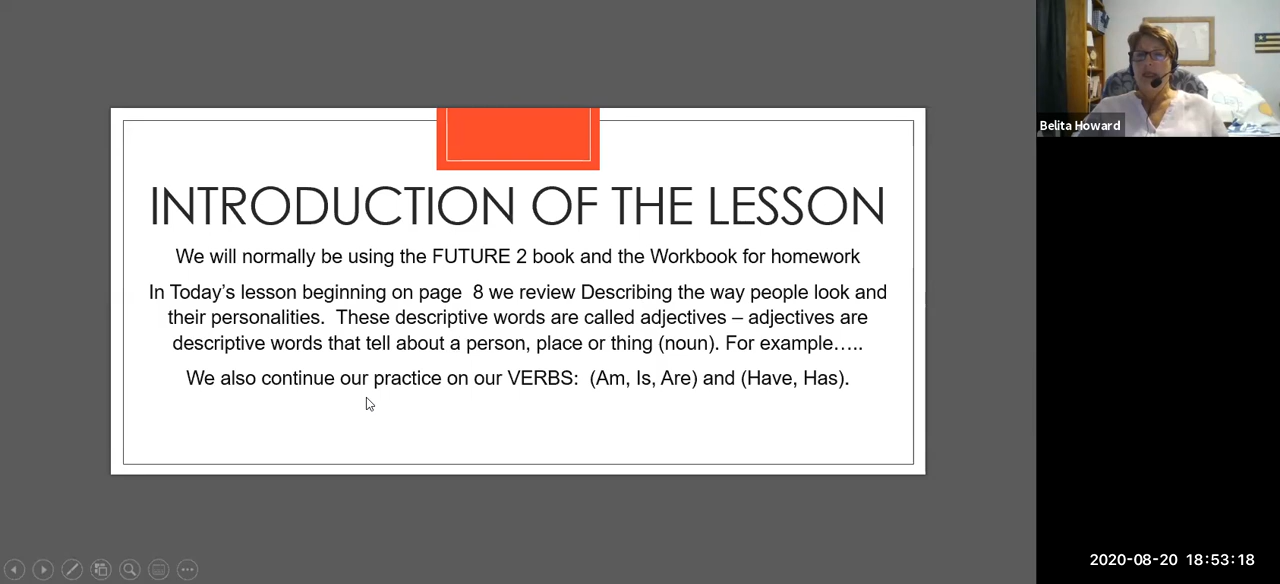 INTRODUCTION OF THE LESSON
We will normally be using the FUTURE 2 book and the Workbook for homework
In Today’s lesson beginning on page  8 we review Describing the way people look and
their personalities.  These descriptive words are called adjectives – adjectives are
descriptive words that tell about a person, place or thing (noun). For example…..
We also continue our practice on our VERBS:  (Am, Is, Are) and (Have, Has).
Belita Howard
2020-08-20 18:53:18